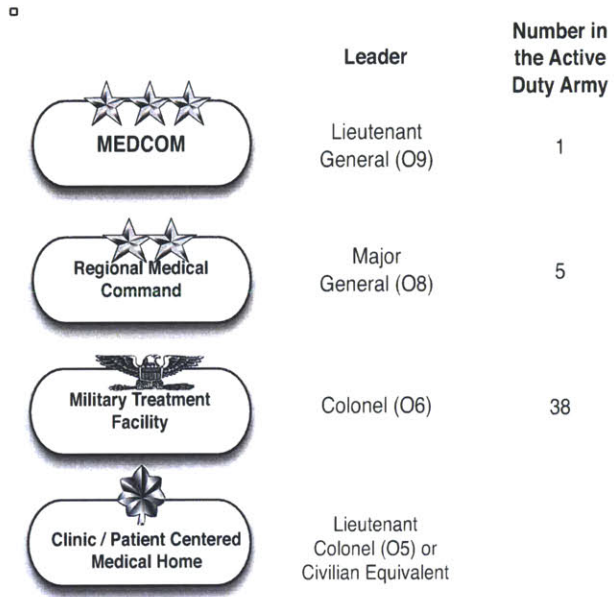 Leader
Number in
the Active
Duty Army
MEDCOM
Lieutenant
General (O9)
1
Regional Medical
Command
Major
General (O8)
5
Military Treatment
Facility
Colonel (O6)
38
Clinic / Patient Centered
Medical Home
Lieutenant
Colonel (O5) or
Civilian Equivalent